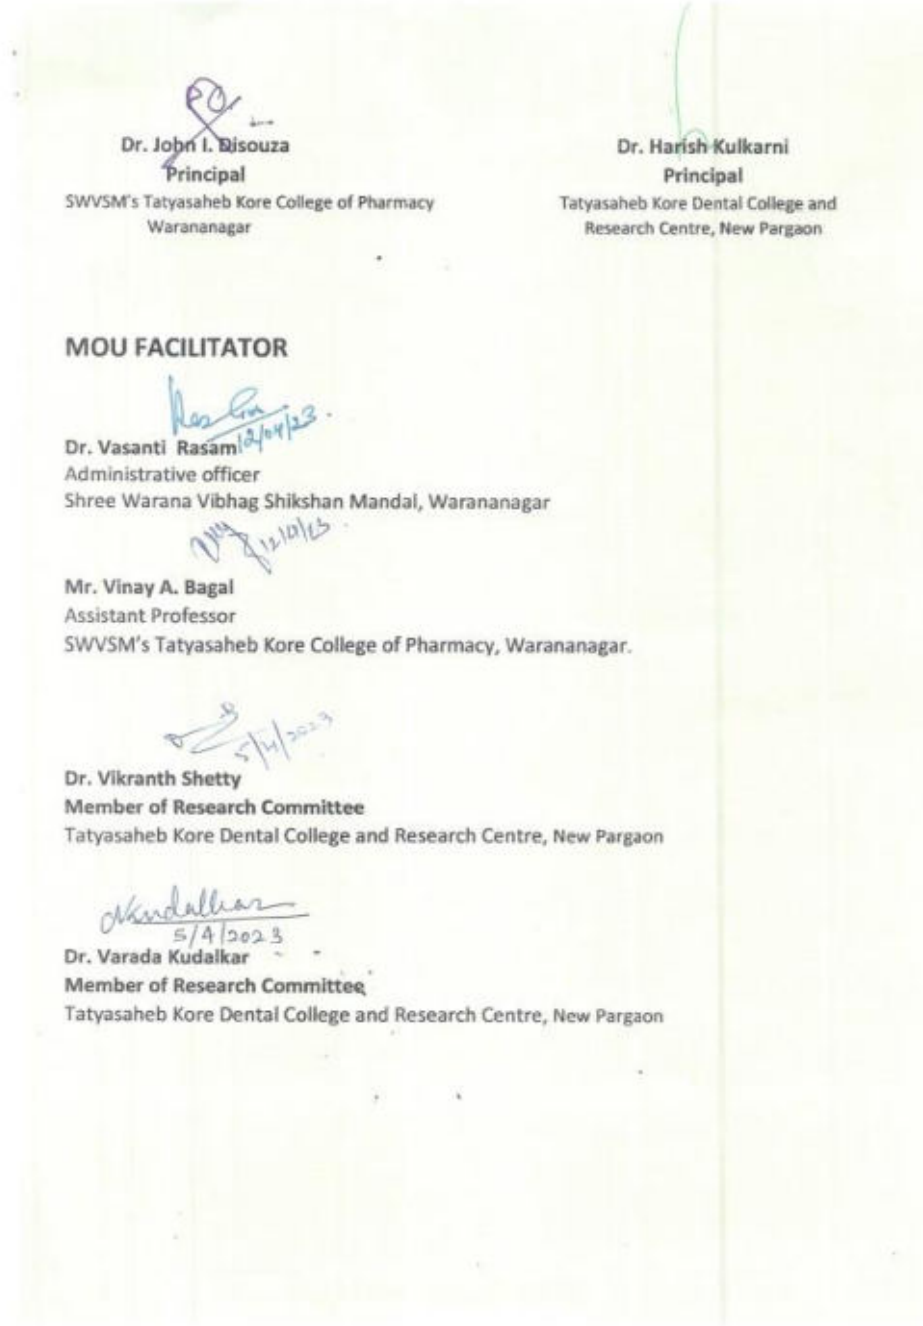 Dr. John I. Disouza
Principal
SWVSM's Tatyasaheb Kore College of Pharmacy
Warananagar
Dr. Harish Kulkarni
Principal
Tatyasaheb Kore Dental College and
Research Centre, New Pargaon
MOU FACILITATOR
12/04/23.
Dr. Vasanti Rasam
Administrative officer
Shree Warana Vibhag Shikshan Mandal, Warananagar
Mr. Vinay A. Bagal
Assistant Professor
SWVSM's Tatyasaheb Kore College of Pharmacy, Warananagar.
5/4/2023
Dr. Vikranth Shetty
Member of Research Committee
Tatyasaheb Kore Dental College and Research Centre, New Pargaon
5/4/2023
Dr. Varada Kudalkar
Member of Research Committee
Tatyasaheb Kore Dental College and Research Centre, New Pargaon